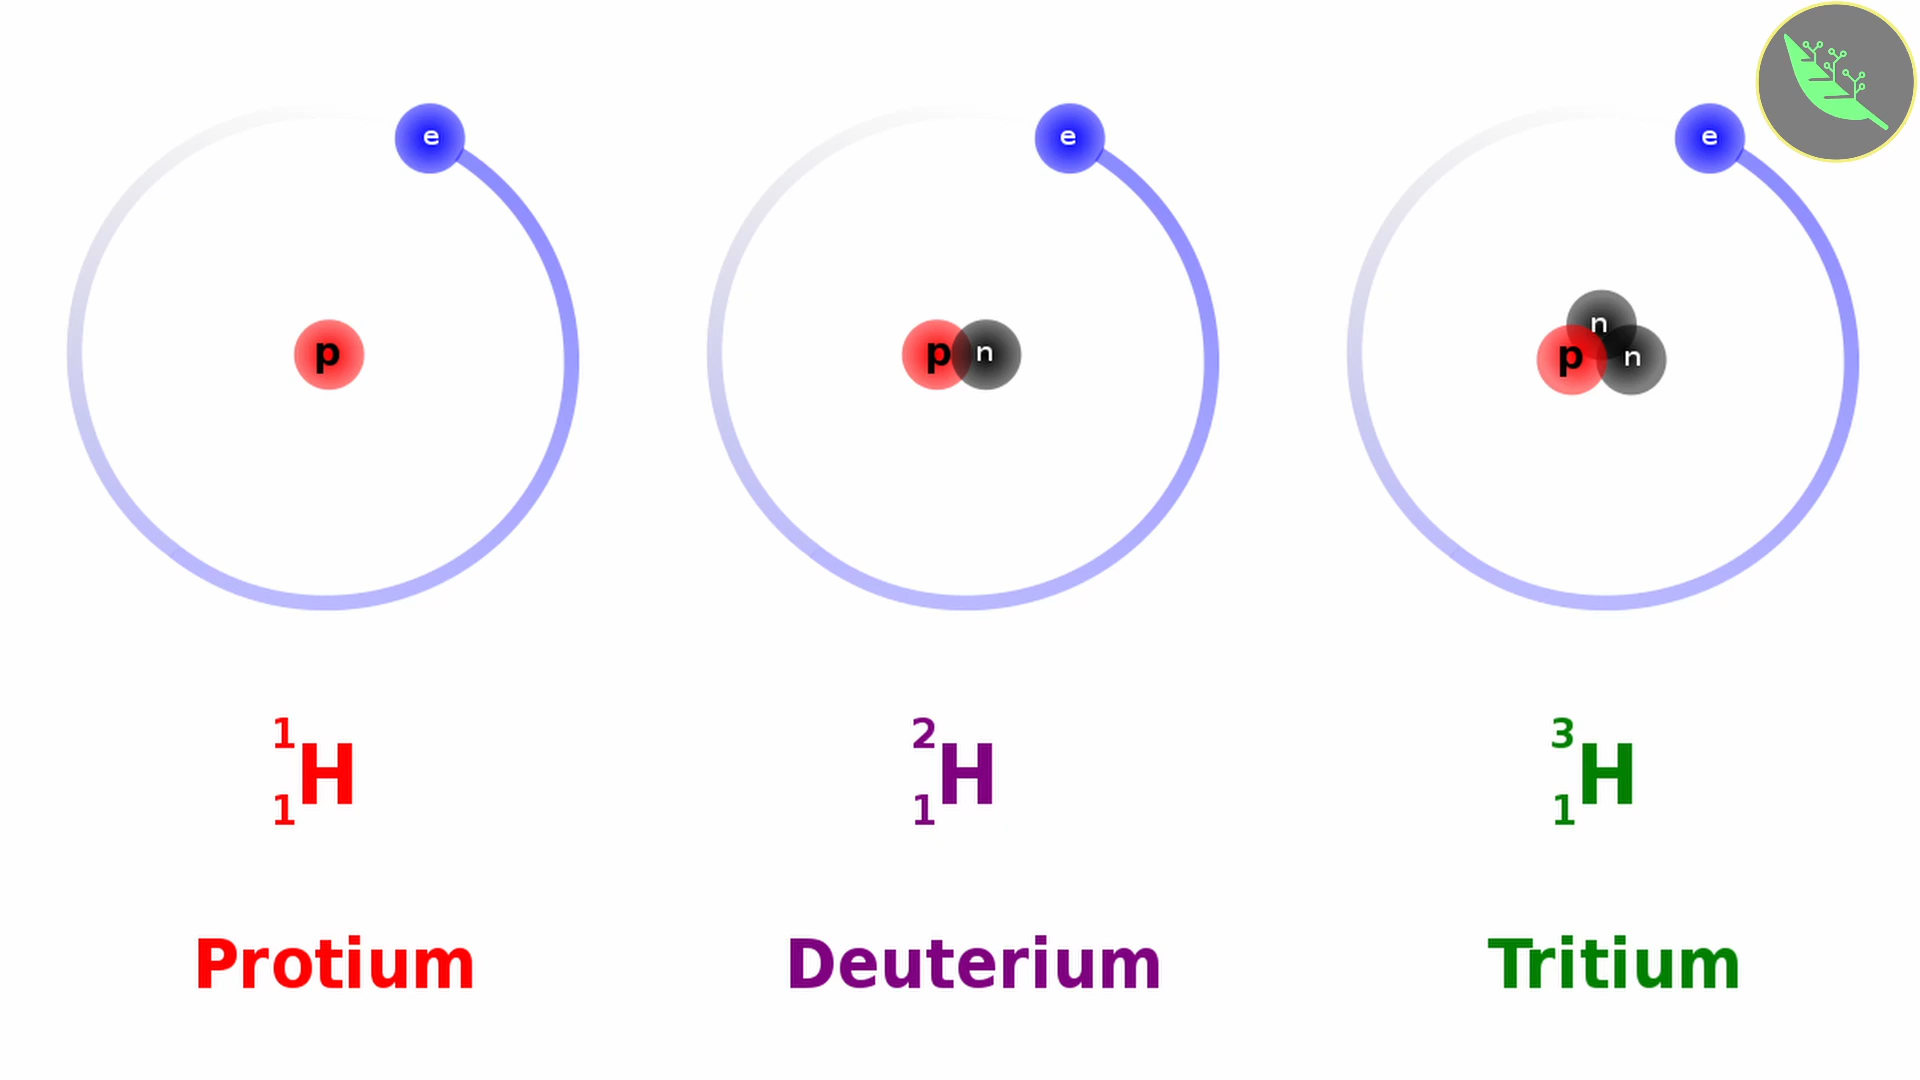 e
e
e
p
p n
n
p n
1
1 H
2
1 H
3
1 H
Protium
Deuterium
Tritium